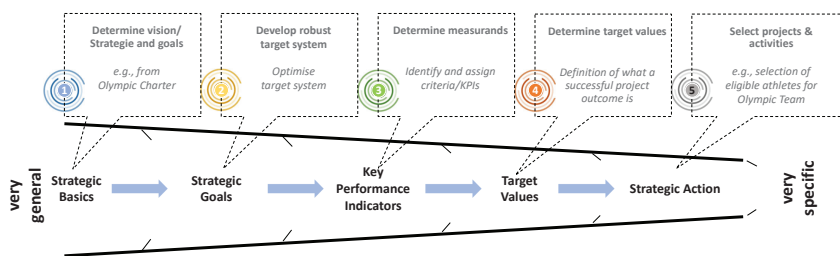 Determine vision/
Strategie and goals
e.g., from
Olympic Charter
1
Develop robust
target system
Optimise
target system
2
Determine measurands
Identify and assign
criteria/KPIs
3
Determine target values
Definition of what a
successful project
outcome is
4
Select projects &
activities
e.g., selection of
eligible athletes for
Olympic Team
5
very
general
Strategic
Basics
Strategic
Goals
Key
Performance
Indicators
Target
Values
Strategic Action
very
specific